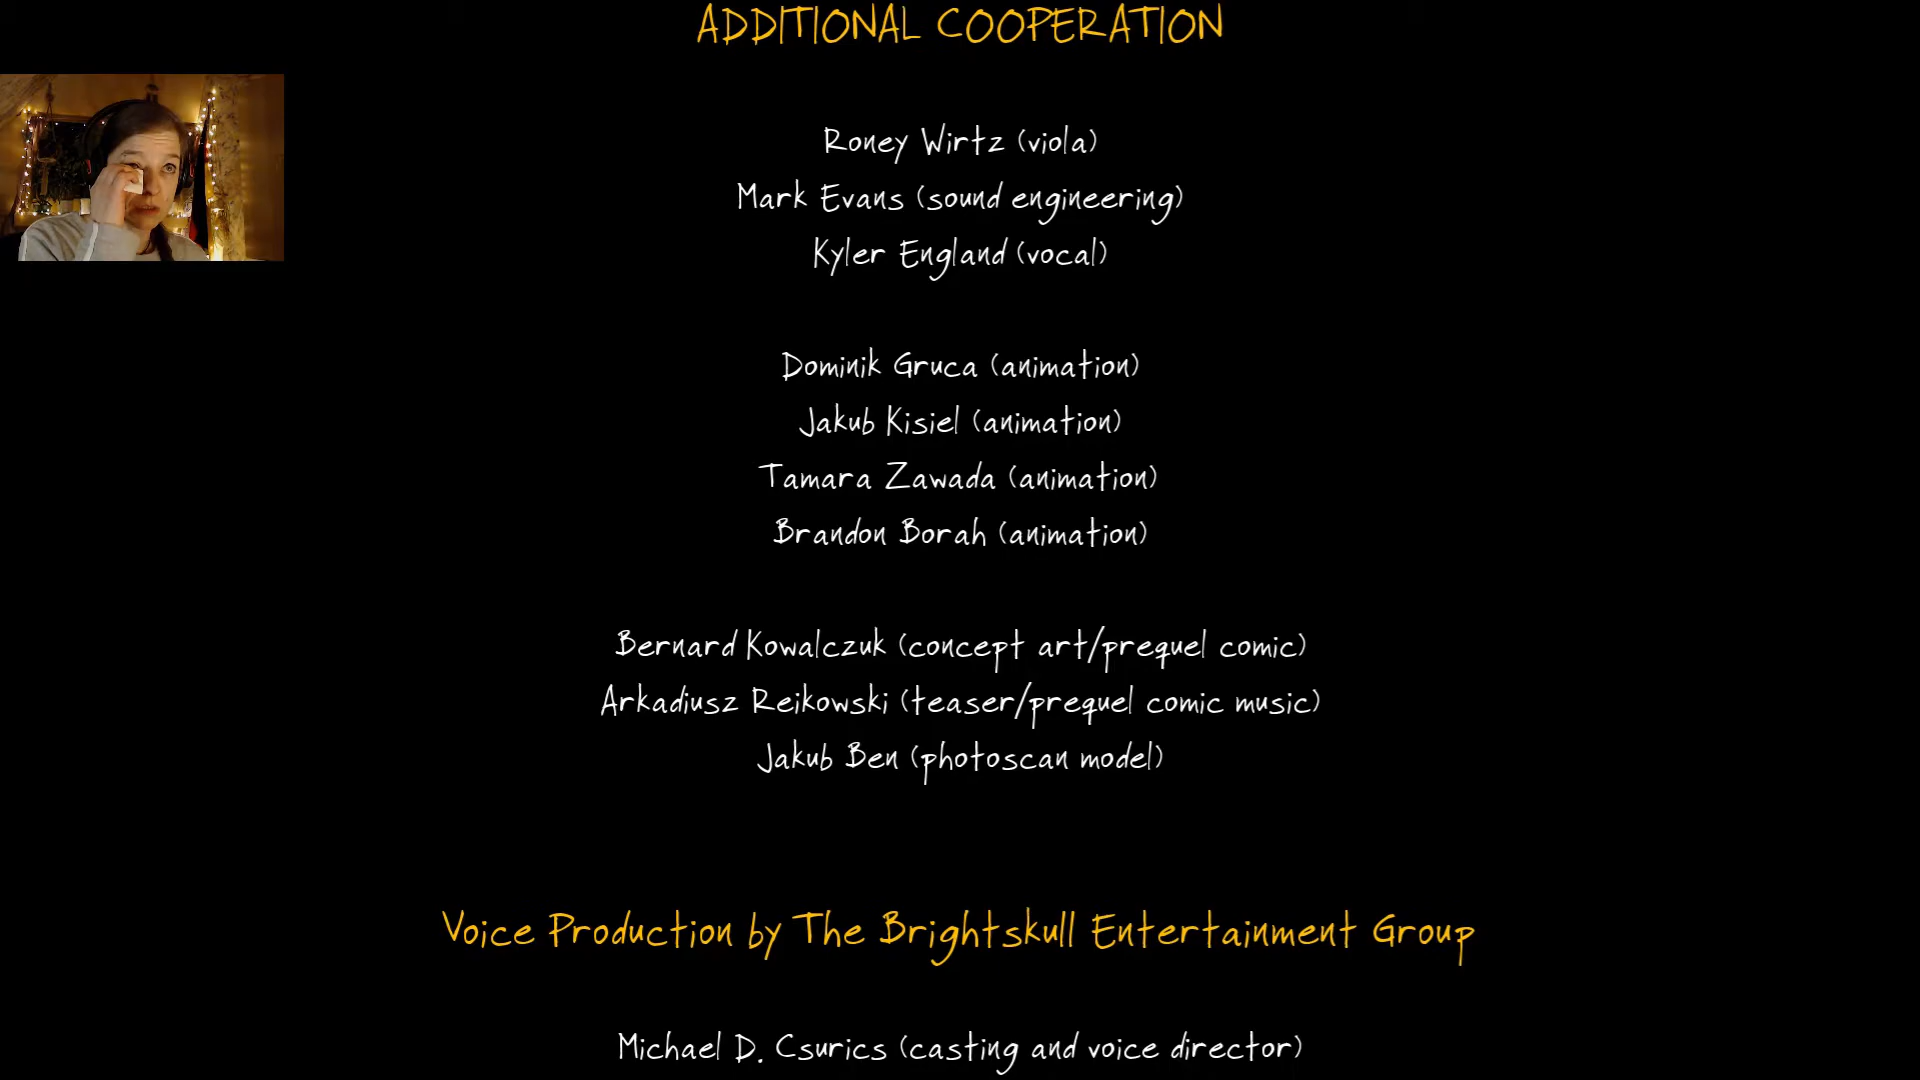 ADDITIONAL COOPERATION
Roney Wirtz (viola)
Mark Evans (sound engineering)
Kyler England (vocal)
Dominik Gruca (animation)
Jakub Kisiel (animation)
Tamara Zawada (animation)
Brandon Borah (animation)
Bernard Kowalczuk (concept art/prequel comic)
Arkadiusz Reikowski (teaser/prequel comic music)
Jakub Ben (photoscan model)
Voice Production by The Brightskull Entertainment Group
Michael D. Csurics (casting and voice director)